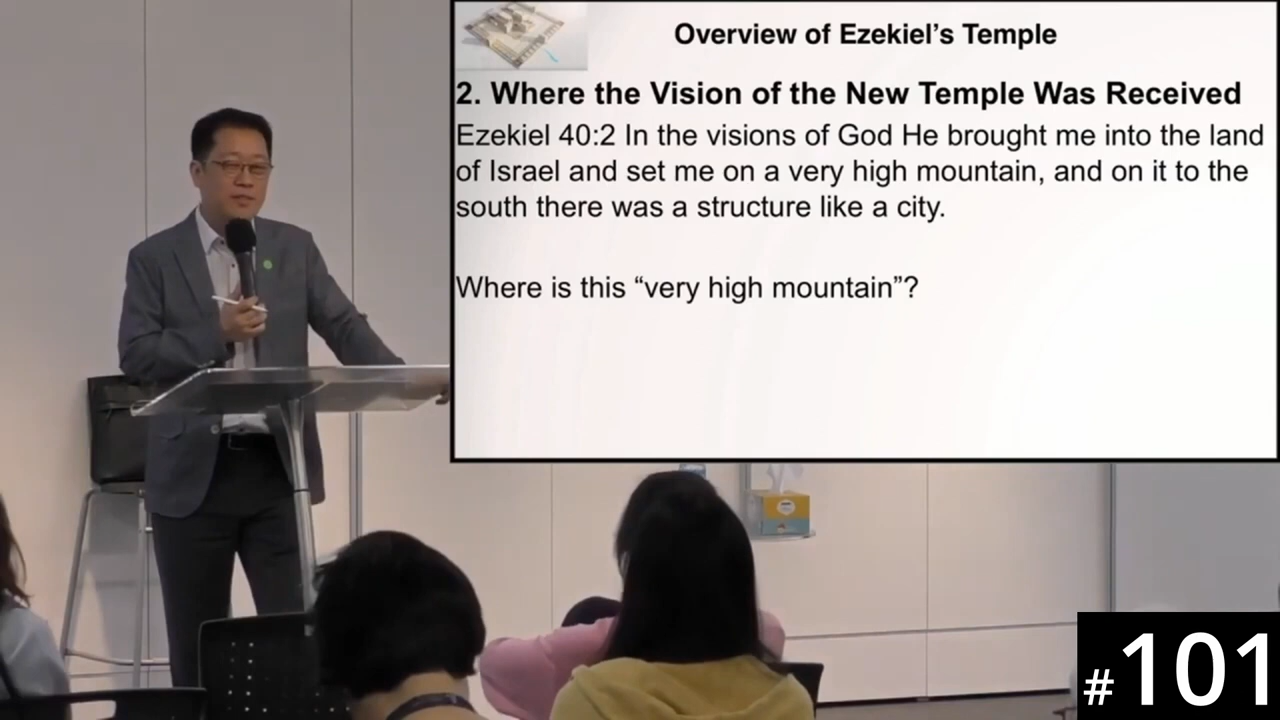 Overview of Ezekiel’s Temple
2. Where the Vision of the New Temple Was Received
Ezekiel 40:2 In the visions of God He brought me into the land
of Israel and set me on a very high mountain, and on it to the
south there was a structure like a city.
Where is this “very high mountain”?
#101